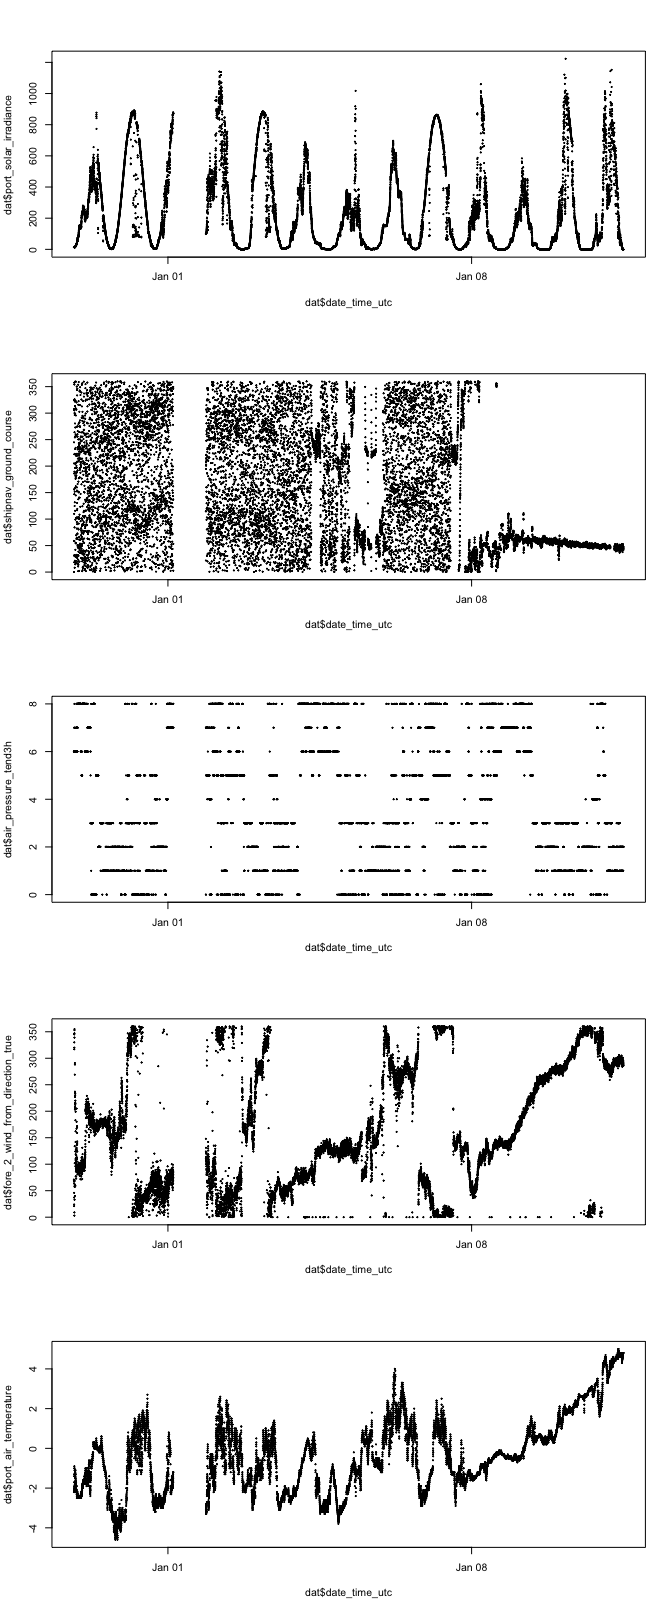 dat$port_solar_irradiance
0 200 400 600 800 1000
Jan 01 Jan 08
dat$date_time_utc
dat$shipnav_ground_course
0 50 100 150 200 250 300 350
Jan 01 Jan 08
dat$date_time_utc
dat$air_pressure_tend3h
0 2 4 6 8
Jan 01 Jan 08
dat$date_time_utc
dat$fore_2_wind_from_direction_true
0 50 100 150 200 250 300 350
Jan 01 Jan 08
dat$date_time_utc
dat$port_air_temperature
-4 -2 0 2 4
Jan 01 Jan 08
dat$date_time_utc